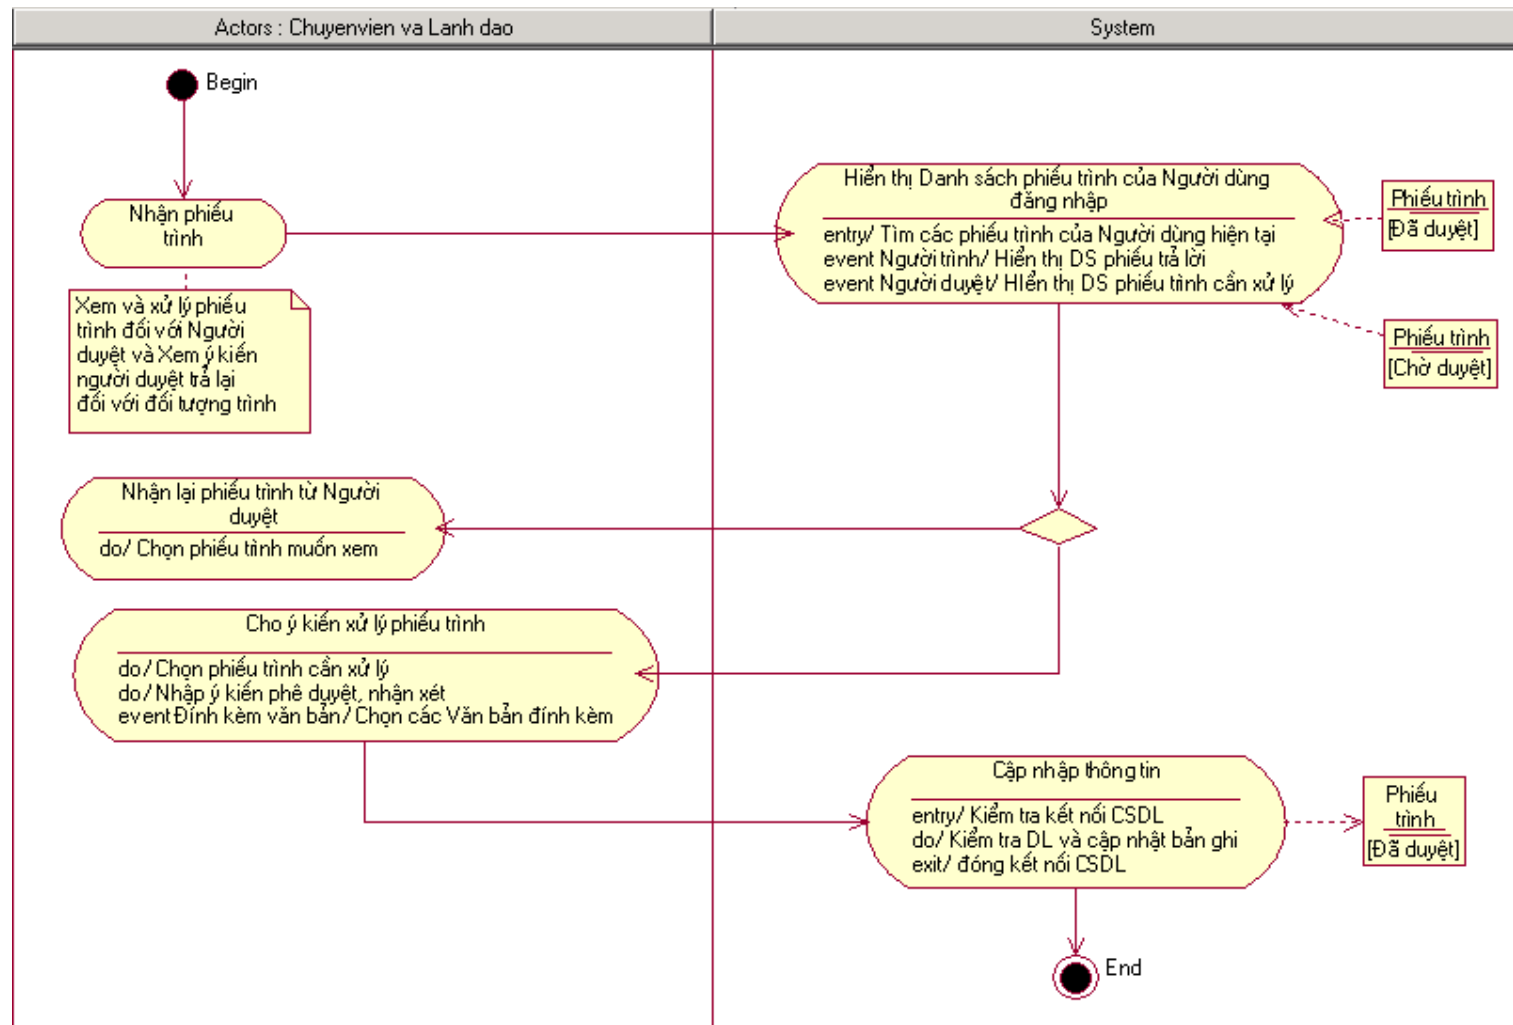 Actors : Chuyenvien va Lanh dao
System
Begin
Nhận phiếu
trình
Xem và xử lý phiếu
trình đối với Người
duyệt và Xem ý kiến
người duyệt trả lại
đối với đối tượng trình
Hiển thị Danh sách phiếu trình của Người dùng
đăng nhập
entry/ Tìm các phiếu trình của Người dùng hiện tại
event Người trình/ Hiển thị DS phiếu trả lời
event Người duyệt/ HIển thị DS phiếu trình cần xử lý
Phiếu trình
[Đã duyệt]
Phiếu trình
[Chờ duyệt]
Nhận lại phiếu trình từ Người
duyệt
do/ Chọn phiếu trình muốn xem
Cho ý kiến xử lý phiếu trình
do/ Chọn phiếu trình cần xử lý
do/ Nhập ý kiến phê duyệt, nhận xét
event Đính kèm văn bản/ Chọn các Văn bản đính kèm
Cập nhập thông tin
entry/ Kiểm tra kết nối CSDL
do/ Kiểm tra DL và cập nhật bản ghi
exit/ đóng kết nối CSDL
Phiếu
trình
[Đã duyệt]
End